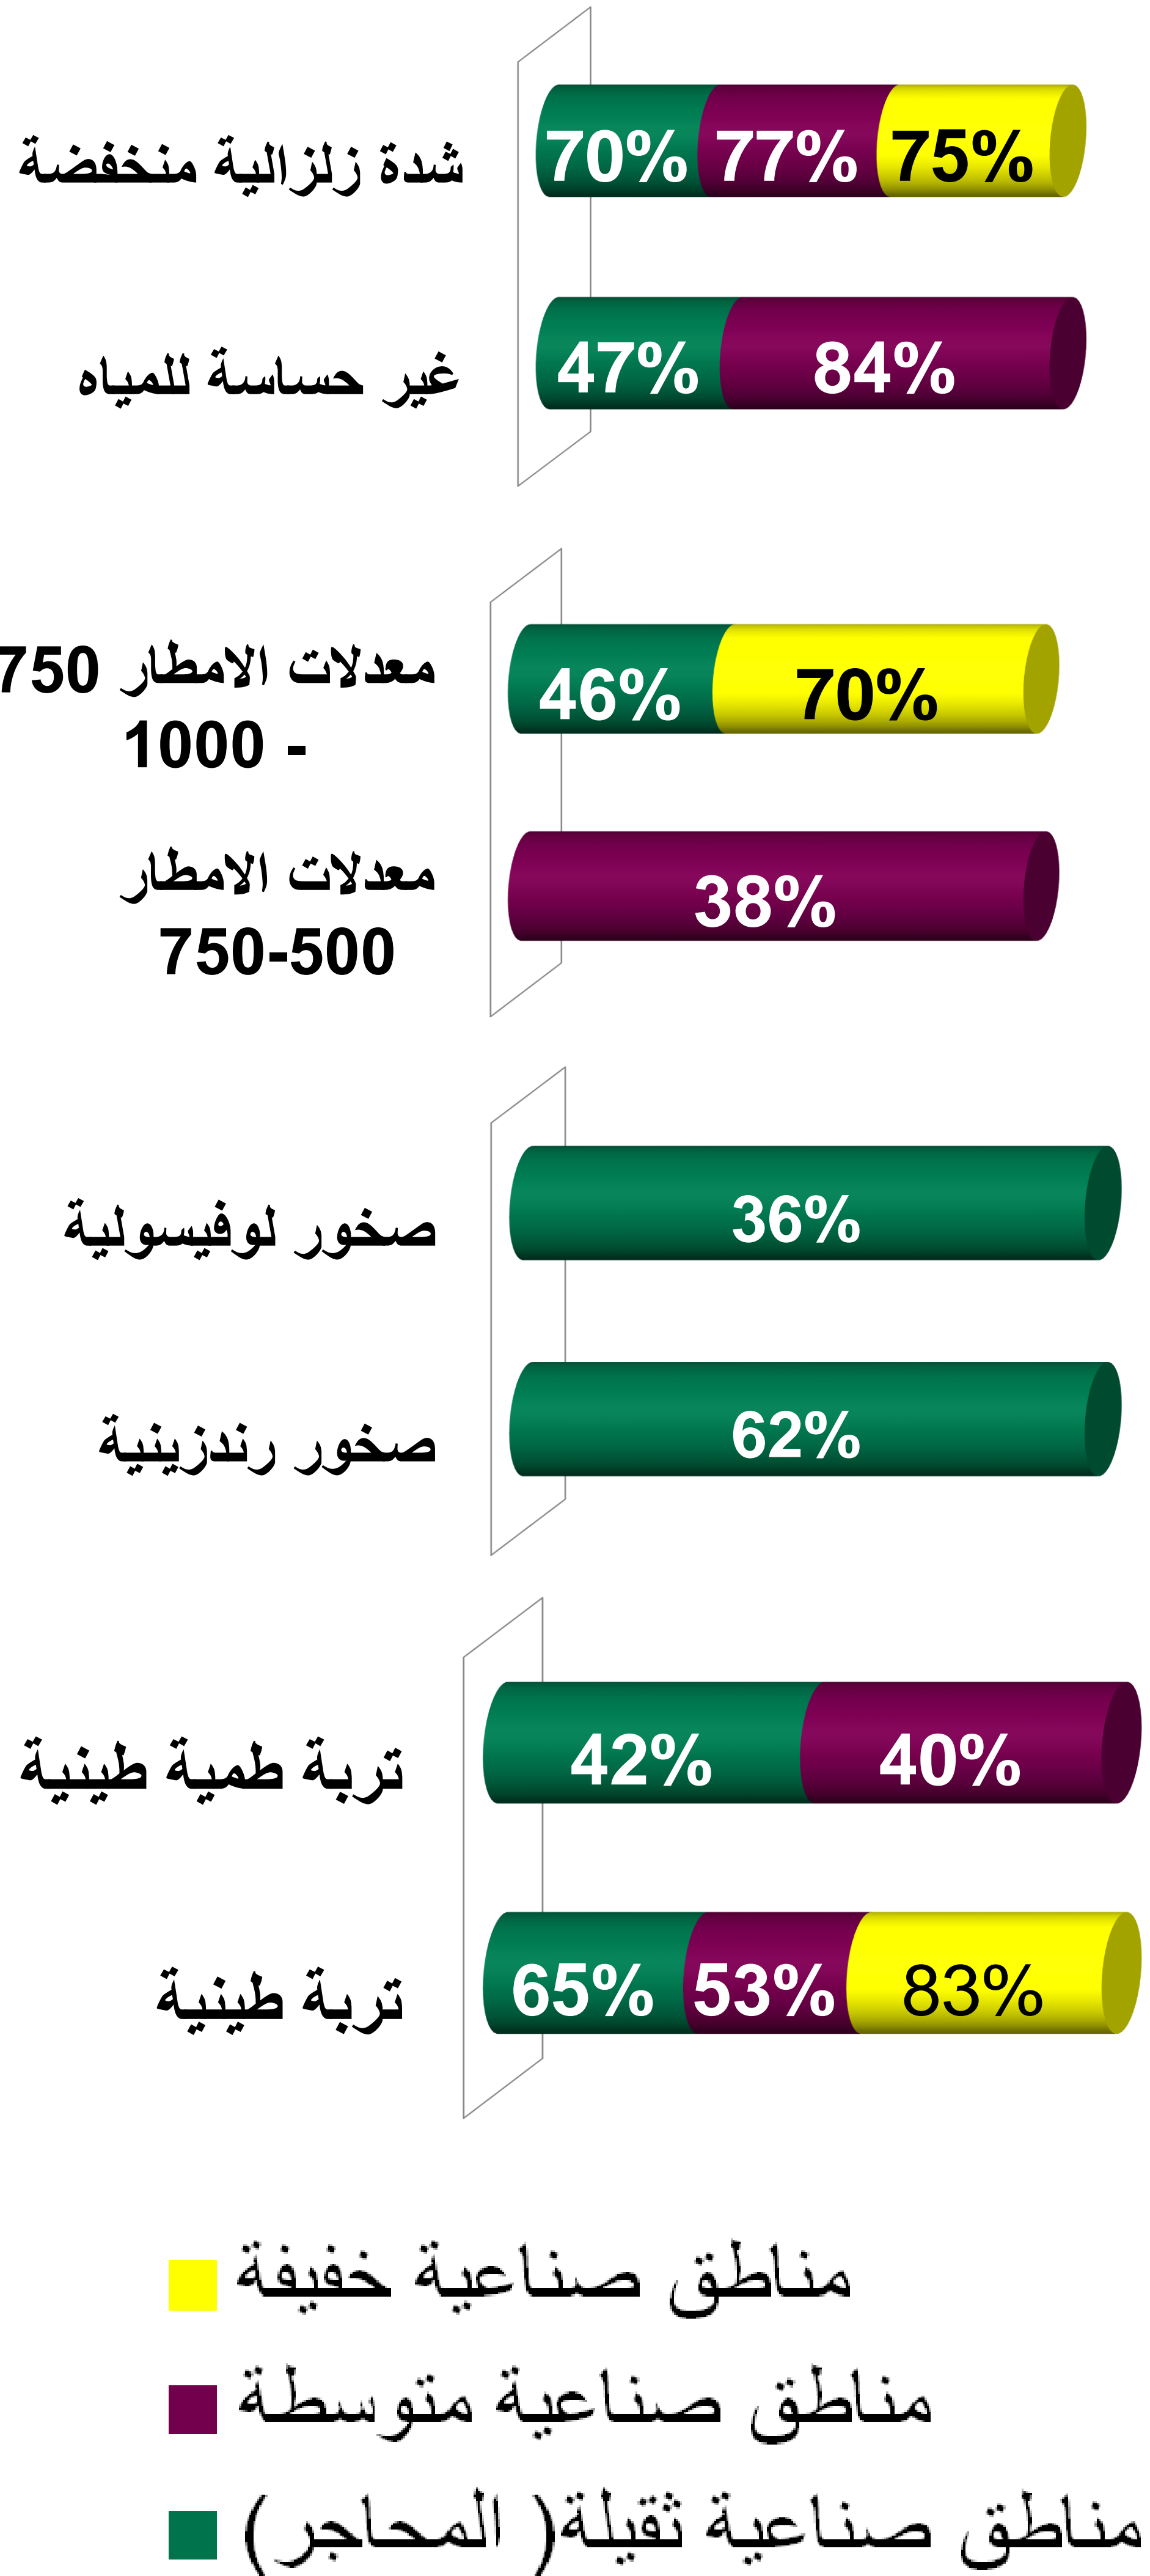 شدة زلزالية منخفضة
70% 77% 75%
غير حساسة للمياه
47% 84%
معدلات الامطار 750
- 1000
46% 70%
معدلات الامطار
750-500
38%
صخور لوفيسولية
36%
صخور رندزينية
62%
تربة طمية طينية
42% 40%
تربة طينية
65% 53% 83%
مناطق صناعية خفيفة
مناطق صناعية متوسطة
مناطق صناعية ثقيلة( المحاجر)